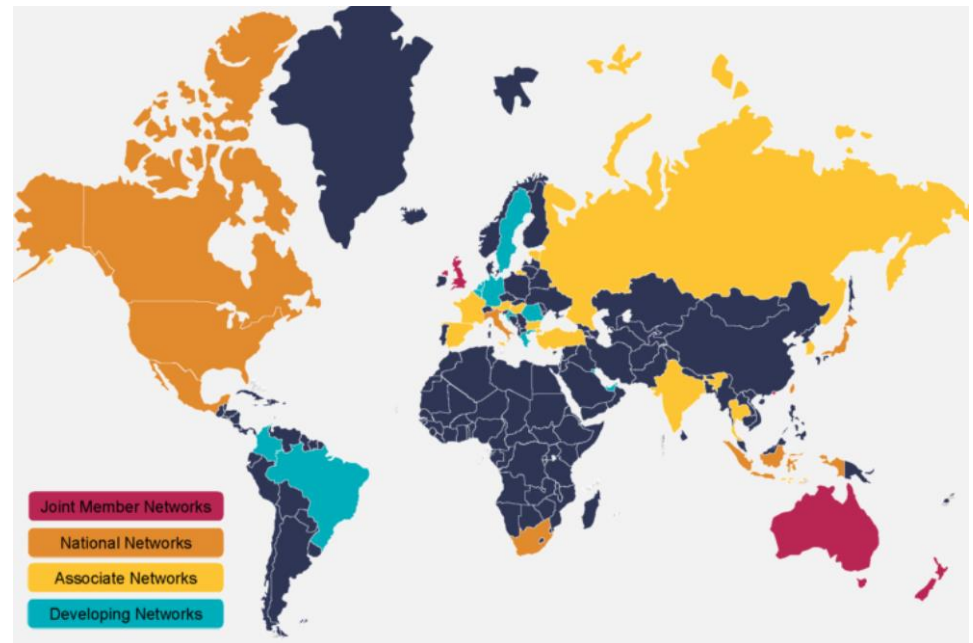 Joint Member Networks
National Networks
Associate Networks
Developing Networks